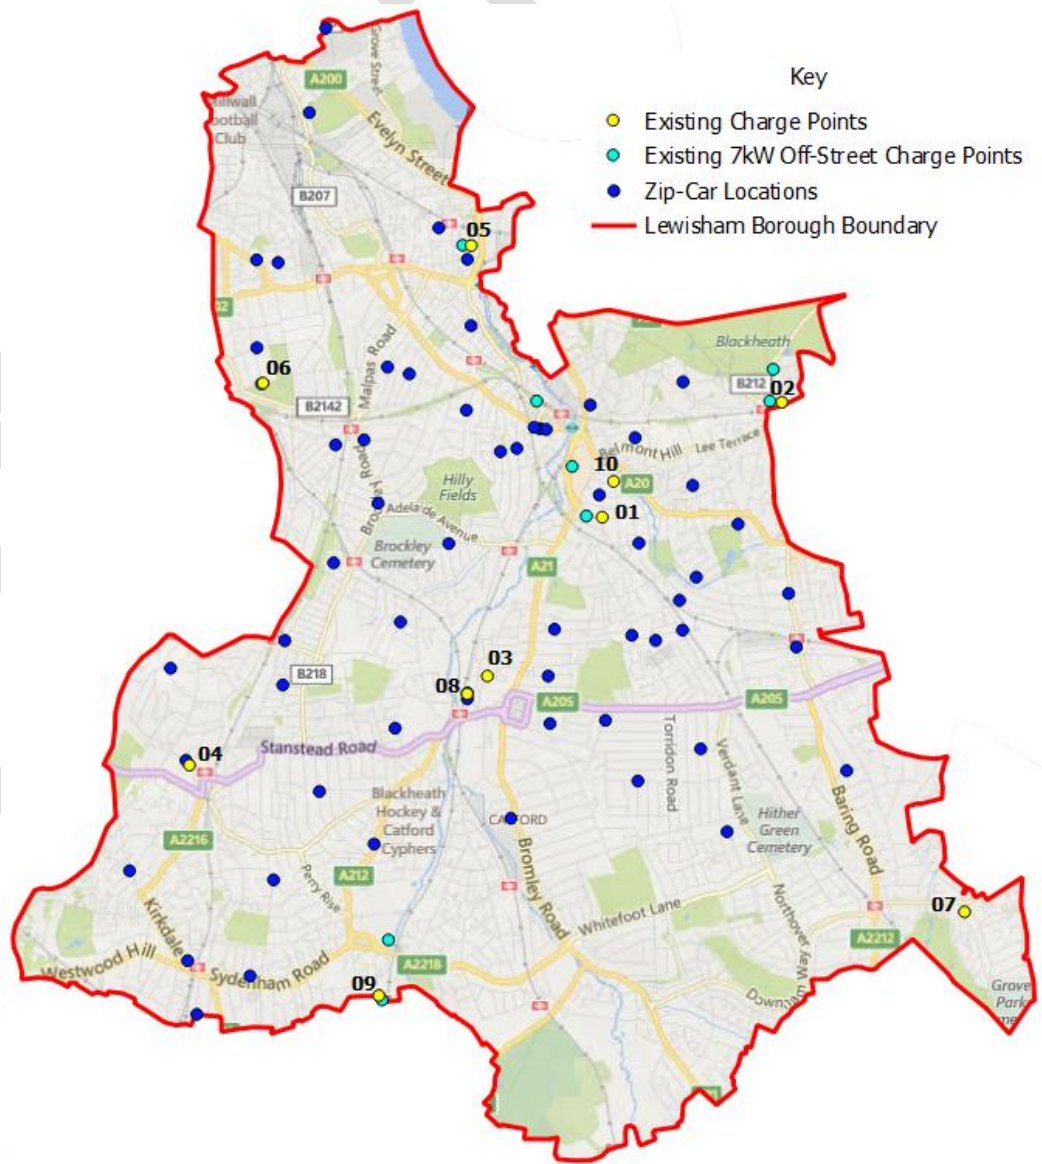 Key
Existing Charge Points
Existing 7kW Off-Street Charge Points
Zip-Car Locations
Lewisham Borough Boundary
Grove Street
A200
Football
Club
Evelyn Street
B207
05
02
Malpas Road
Blackheath
06
B212
02
B2142
Belmont Hill
Lee Terrace
10
A20
Hilly
Fields
Brockley Road
Adelaide Avenue
01
Brockley
Cemetery
A21
03
B218
08
A205
A205
Stanstead Road
04
Torridon Road
Verdant Lane
Blackheath
Hockey &
Catford
Cyphers
Baring Road
Hither
Green
Cemetery
A2216
Bromley Road
A212
Perry Rise
Kirkdale
Whitefoot Lane
Northover
07
A2212
Westwood Hill
Sydenham Road
A2218
09
Way
Grove
Park